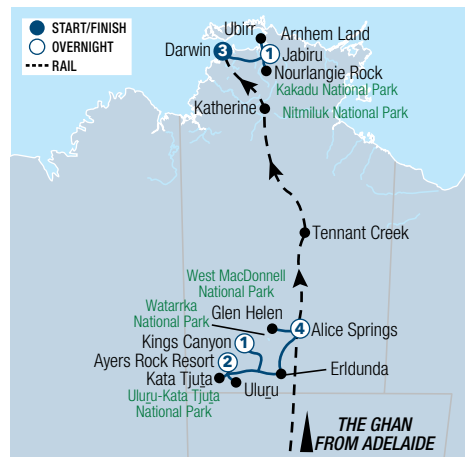 START/FINISH
OVERNIGHT
RAIL
Ubirr
Arnhem Land
Darwin
3
1
Jabiru
Nourlangie Rock
Kakadu National Park
Katherine
Nitmiluk National Park
Tennant Creek
West MacDonnell
National Park
Watarrka
National Park
Glen Helen
4
Alice Springs
Kings Canyon
1
Ayers Rock Resort
2
Kata Tjuṯa
Erldunda
Uluṟu
Uluṟu-Kata Tjuṯa
National Park
THE GHAN
FROM ADELAIDE